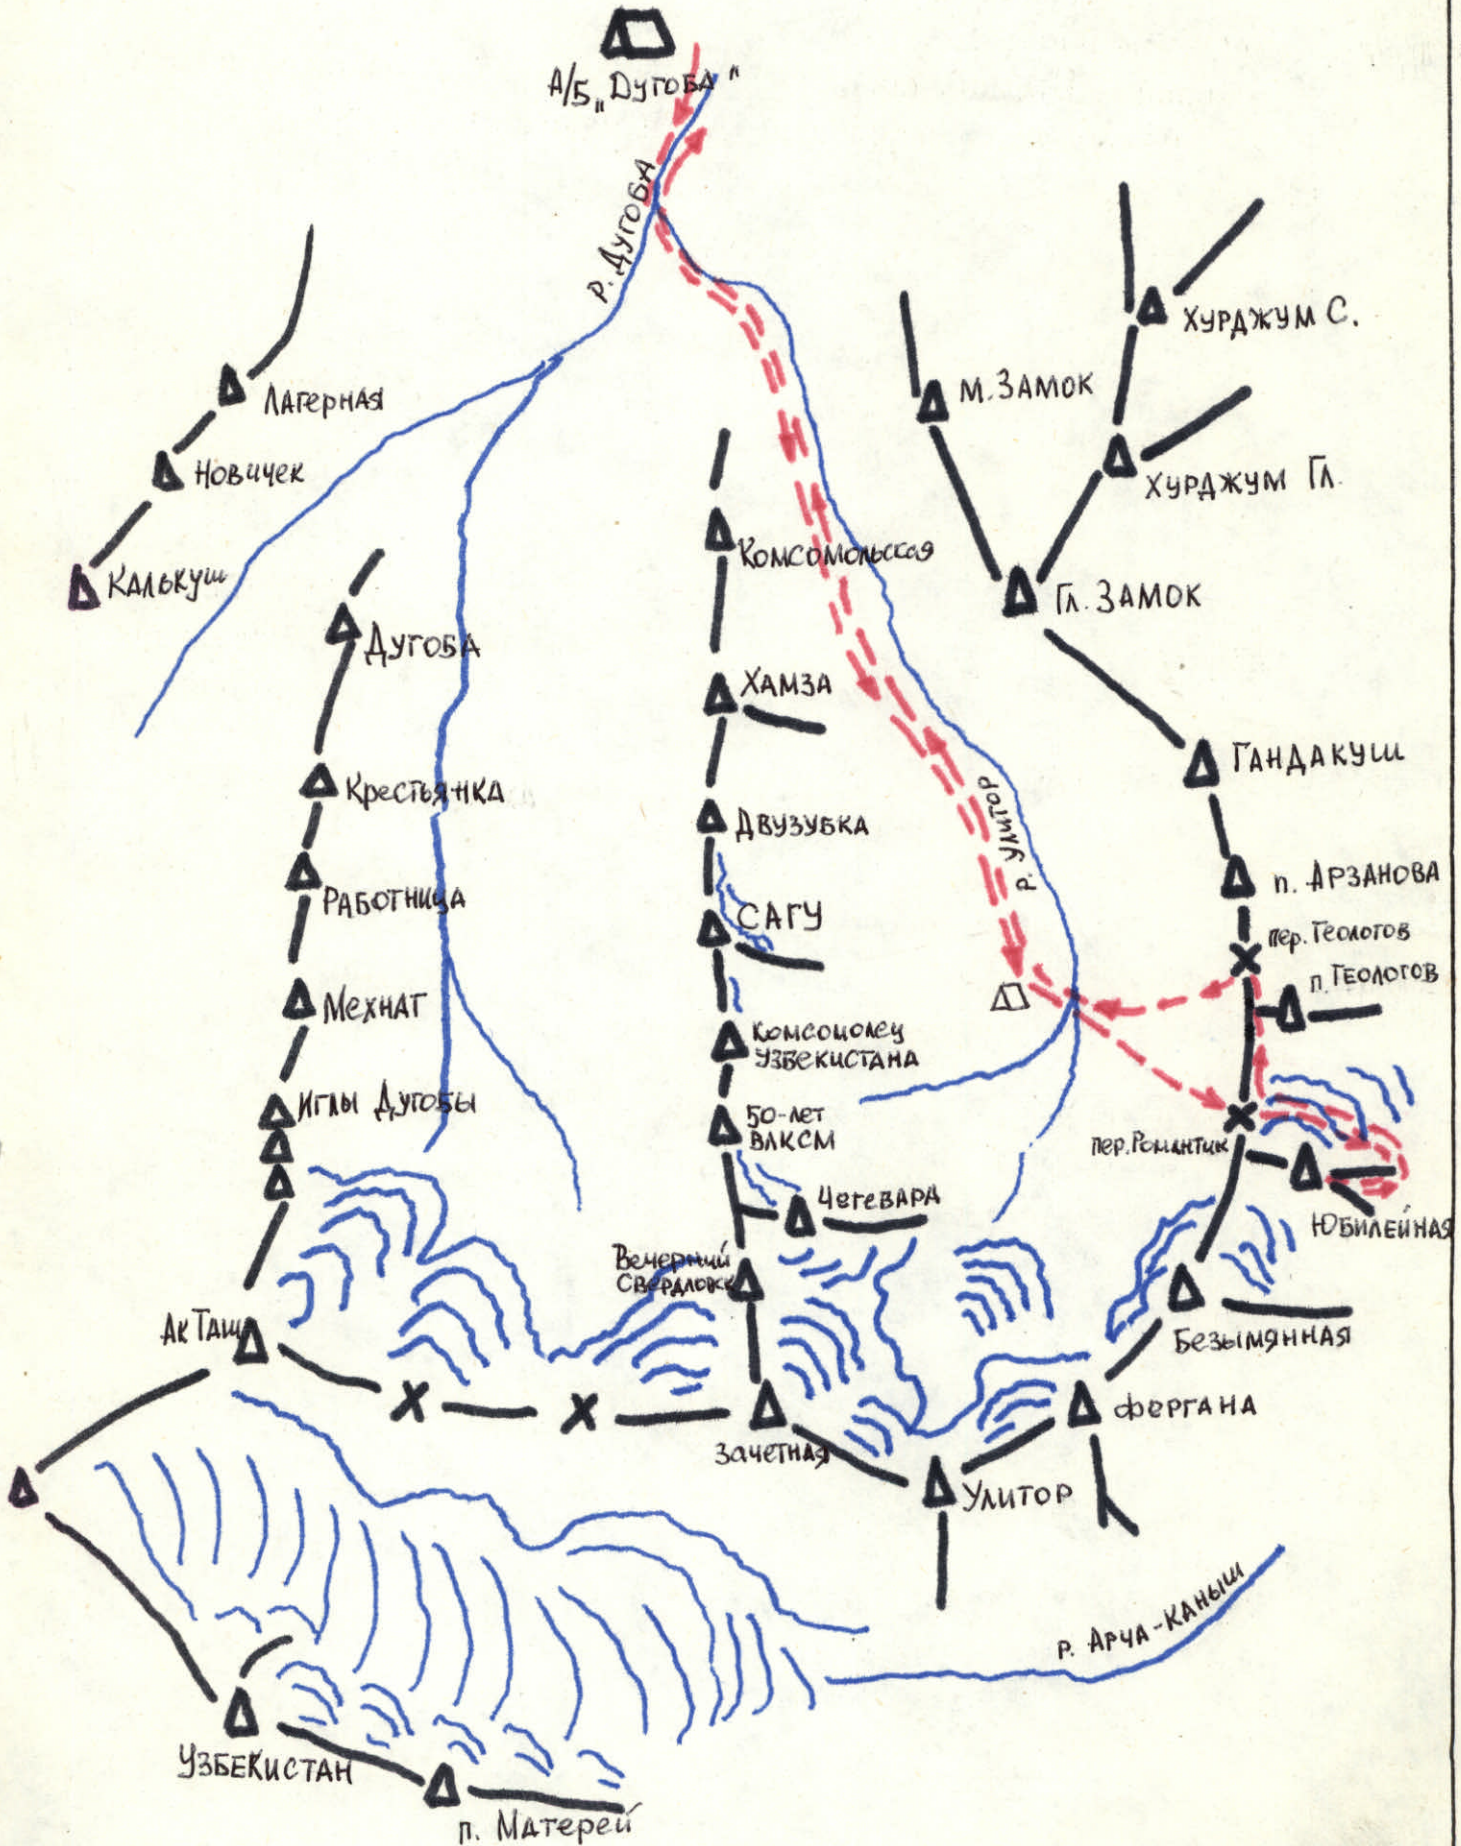 А/Б „Дугоба"
р. Дугоба
Хурджум С.
М. Замок
Лагерная
Новичек
Хурджум Гл.
Комсомольская
Калькуш
Гл. Замок
Дугоба
Хамза
Гандакуш
Крестьянка
р. Улитор
Двузубка
Работница
п. Арзанова
САГУ
пер. Геологов
п. Геологов
Мехнат
Комсомолец
Узбекистана
Иглы Дугобы
50-лет
ВЛКСМ
пер. Романтик
Чегевара
Юбилейная
Вечерний
Свердловск
Ак Таш
Безымянная
Фергана
Зачетная
Улитор
р. Арча-Каныш
Узбекистан
п. Матерей